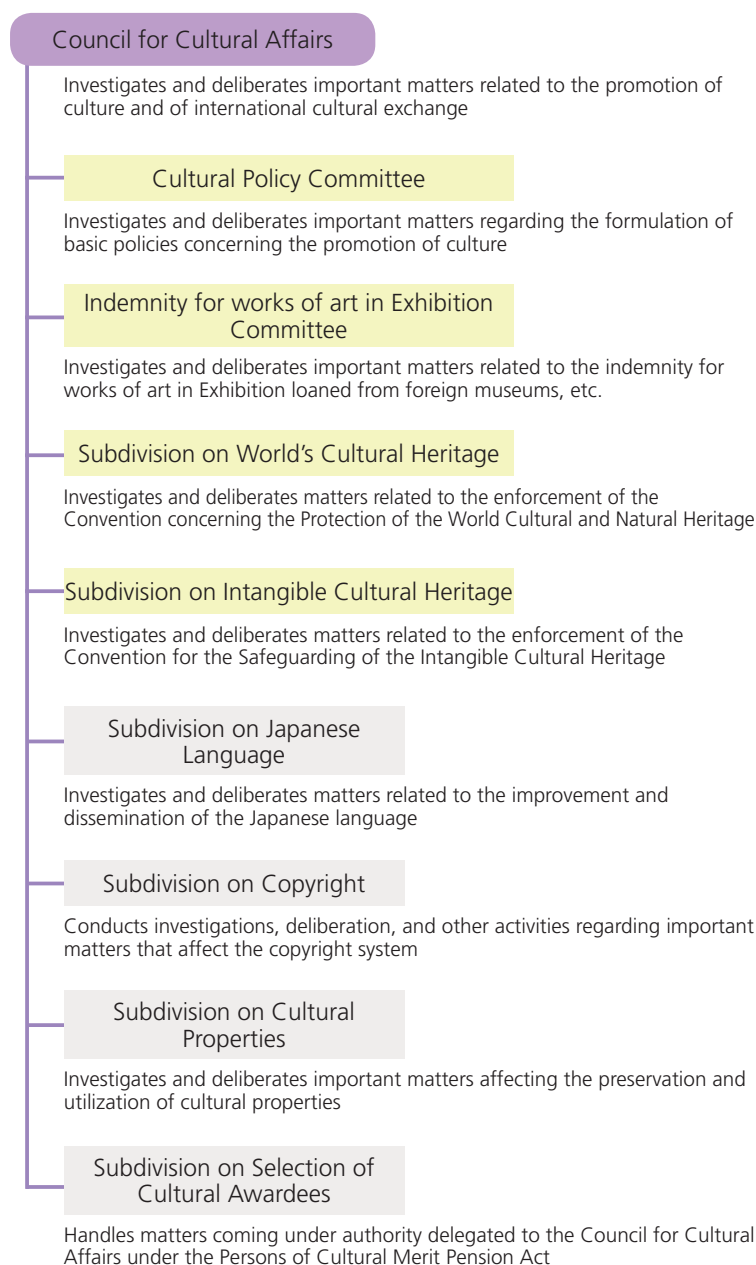 Council for Cultural Affairs
Investigates and deliberates important matters related to the promotion of
culture and of international cultural exchange
Cultural Policy Committee
Investigates and deliberates important matters regarding the formulation of
basic policies concerning the promotion of culture
Indemnity for works of art in Exhibition
Committee
Investigates and deliberates important matters related to the indemnity for
works of art in Exhibition loaned from foreign museums, etc.
Subdivision on World's Cultural Heritage
Investigates and deliberates matters related to the enforcement of the
Convention concerning the Protection of the World Cultural and Natural Heritage
Subdivision on Intangible Cultural Heritage
Investigates and deliberates matters related to the enforcement of the
Convention for the Safeguarding of the Intangible Cultural Heritage
Subdivision on Japanese
Language
Investigates and deliberates matters related to the improvement and
dissemination of the Japanese language
Subdivision on Copyright
Conducts investigations, deliberation, and other activities regarding important
matters that affect the copyright system
Subdivision on Cultural
Properties
Investigates and deliberates important matters affecting the preservation and
utilization of cultural properties
Subdivision on Selection of
Cultural Awardees
Handles matters coming under authority delegated to the Council for Cultural
Affairs under the Persons of Cultural Merit Pension Act